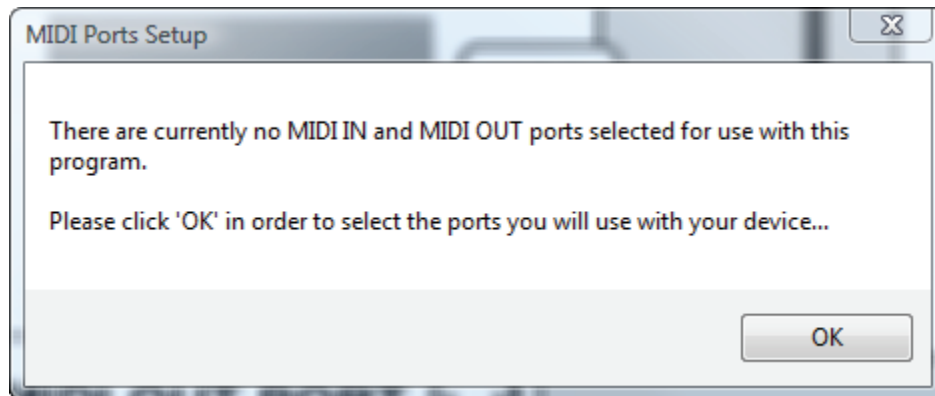 MIDI Ports Setup
There are currently no MIDI IN and MIDI OUT ports selected for use with this
program.
Please click 'OK' in order to select the ports you will use with your device...
OK